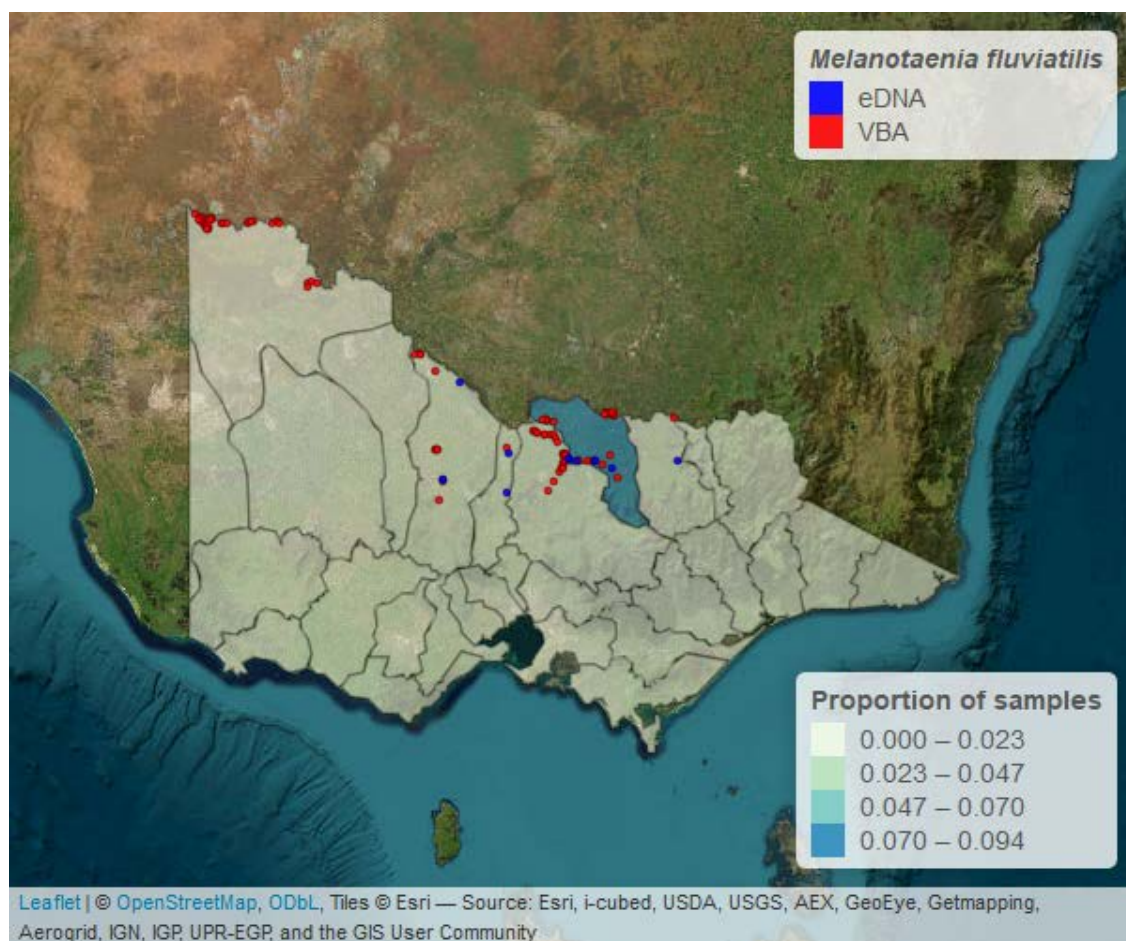 Melanotaenia fluviatilis
eDNA
VBA
Proportion of samples
0.000 – 0.023
0.023 – 0.047
0.047 – 0.070
0.070 – 0.094
Leaflet | © OpenStreetMap, ODbL, Tiles © Esri — Source: Esri, i-cubed, USDA, USGS, AEX, GeoEye, Getmapping,
Aerogrid, IGN, IGP, UPR-EGP, and the GIS User Community